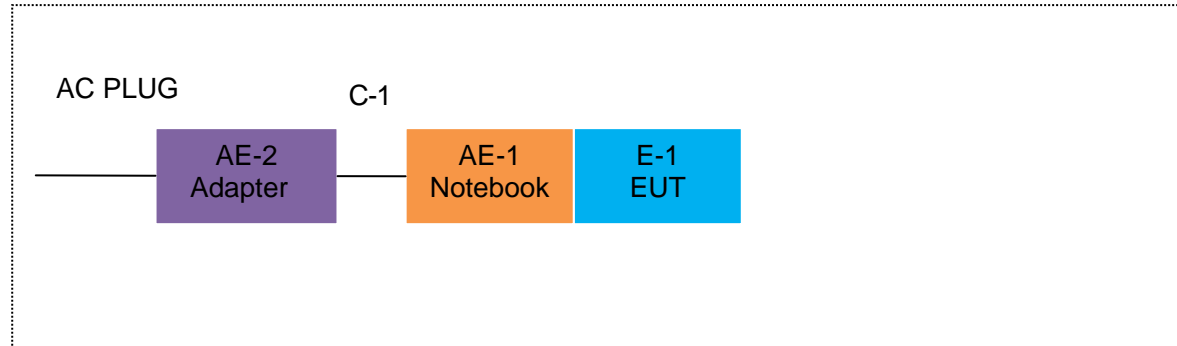 AC PLUG
C-1
AE-2
Adapter
AE-1
Notebook
E-1
EUT